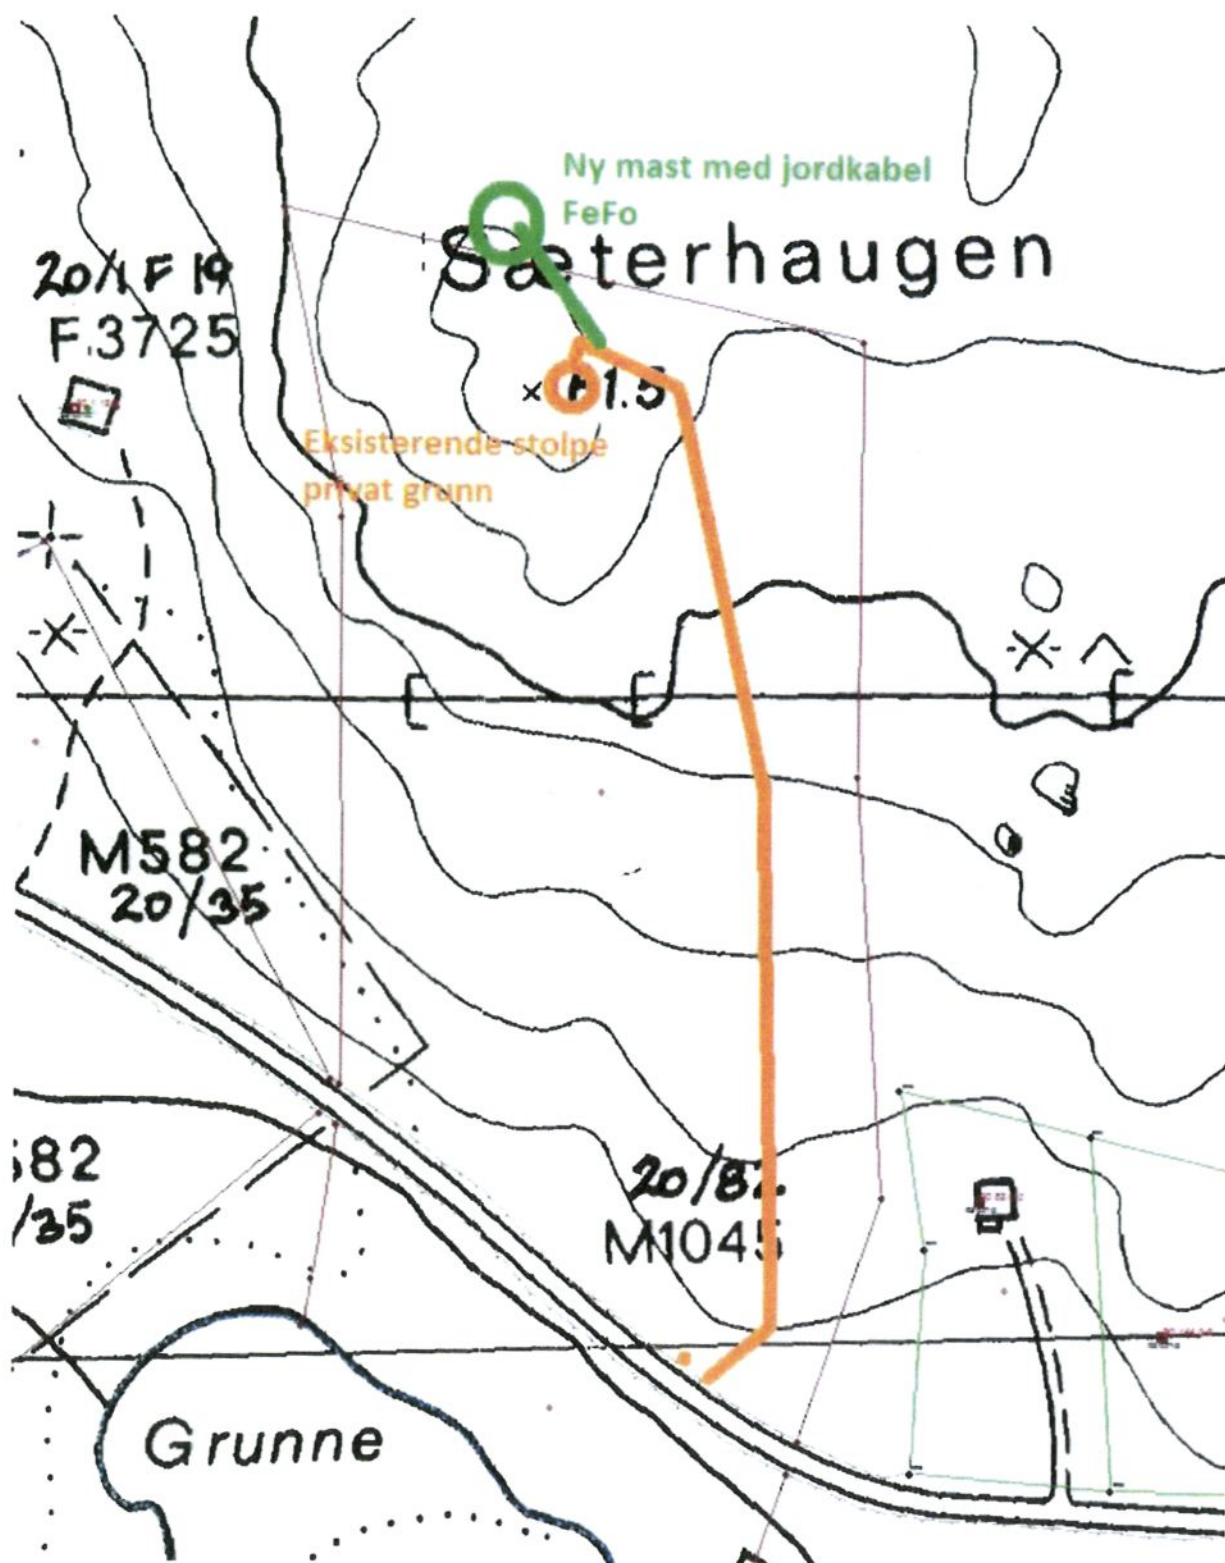 Ny mast med jordkabel
FeFo
Sæterhaugen
20/1 F 19
F.3725
41.5
Eksisterende stolpe
privat grunn
M582
20/35
582
/35
20/82
M1045
Grunne